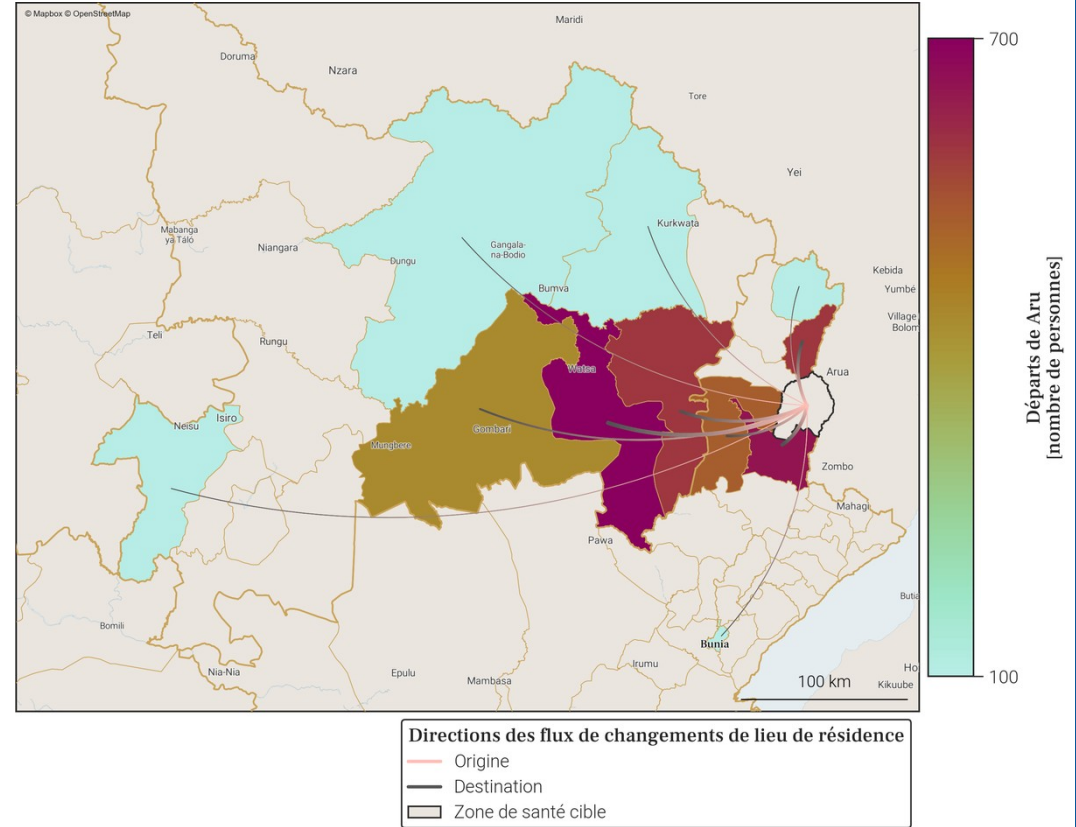 © Mapbox © OpenStreetMap
Maridi
Doruma
Nzara
Tore
Yei
Mabanga
ya Talo
Niangara
Kurkwata
Gangala-
na-Bodio
Dungu
Kebida
Yumbe
Bumva
Village
Bolom
Teli
Rungu
Watsa
Arua
Isiro
Neisu
Gombari
Mungbere
Zombo
Mahagi
Pawa
Butia
Bomili
Bunia
Irumu
Nia-Nia
Epulu
Mambasa
Ho
Kikuube
100 km
700
100
Départs de Aru
[nombre de personnes]
Directions des flux de changements de lieu de résidence
Origine
Destination
Zone de santé cible